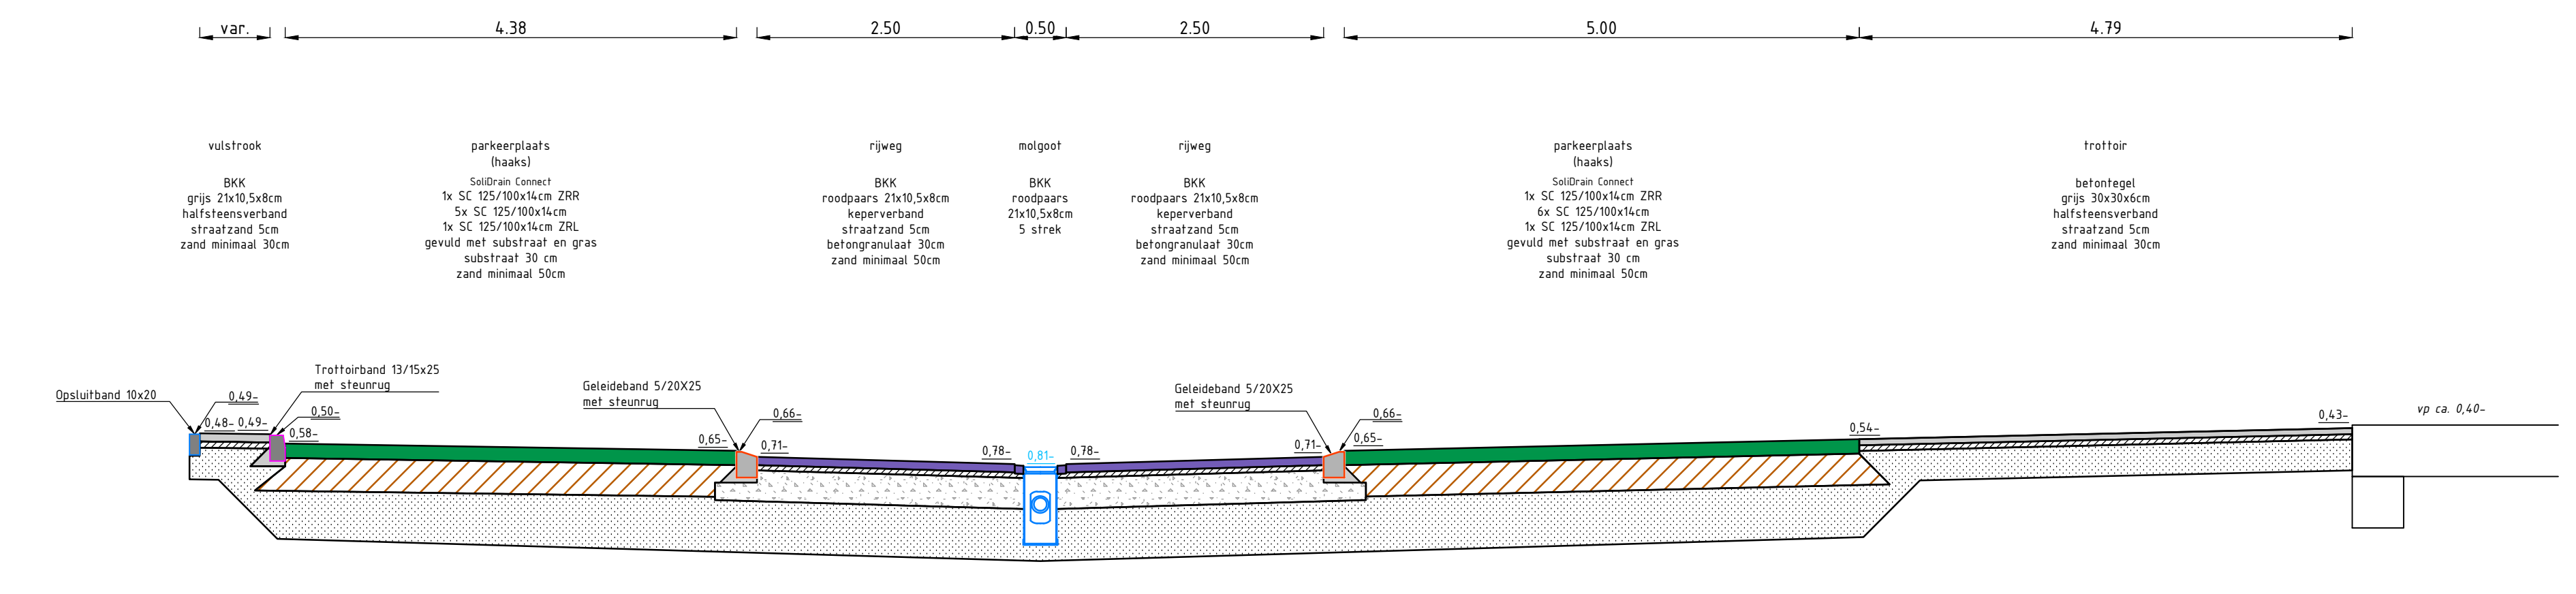 var.
4.38
2.50
0.50
2.50
5.00
4.79
vulstrook
BKK
grijs 21x10,5x8cm
halfsteensverband
straatzand 5cm
zand minimaal 30cm
parkeerplaats
(haaks)
SoliDrain Connect
1x SC 125/100x14cm ZRR
5x SC 125/100x14cm
1x SC 125/100x14cm ZRL
gevuld met substraat en gras
substraat 30 cm
zand minimaal 50cm
rijweg
BKK
roodpaars 21x10,5x8cm
keperverband
straatzand 5cm
betongranulaat 30cm
zand minimaal 50cm
molgoot
BKK
roodpaars
21x10,5x8cm
5 strek
rijweg
BKK
roodpaars 21x10,5x8cm
keperverband
straatzand 5cm
betongranulaat 30cm
zand minimaal 50cm
parkeerplaats
(haaks)
SoliDrain Connect
1x SC 125/100x14cm ZRR
6x SC 125/100x14cm
1x SC 125/100x14cm ZRL
gevuld met substraat en gras
substraat 30 cm
zand minimaal 50cm
trottoir
betontegel
grijs 30x30x6cm
halfsteensverband
straatzand 5cm
zand minimaal 30cm
Opsluitband 10x20
0,49-
0,48-
0,49-
Trottoirband 13/15x25
met steunrug
0,50-
0,58-
Geleideband 5/20X25
met steunrug
0,65-
0,66-
0,71-
0,78-
0,81-
0,78-
Geleideband 5/20X25
met steunrug
0,71-
0,66-
0,65-
0,54-
0,43-
vp ca. 0,40-